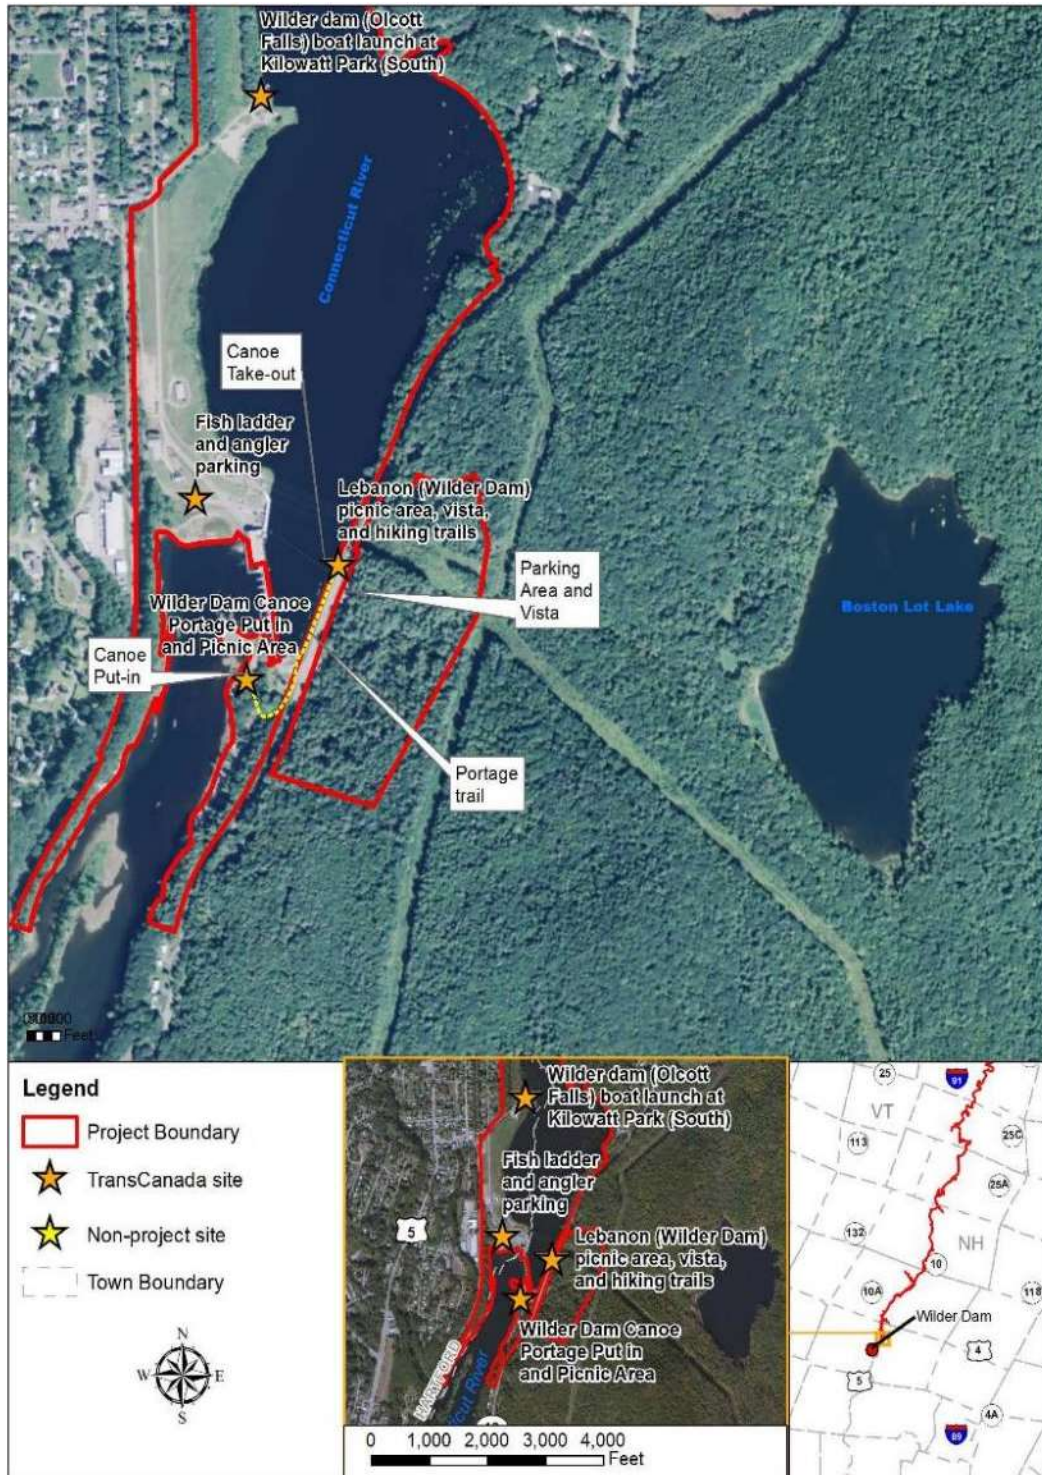 Wilder dam (Olcott
Falls) boat launch at
Kilowatt Park (South)
Connecticut River
Canoe
Take-out
Fish ladder
and angler
parking
Lebanon (Wilder Dam)
picnic area, vista,
and hiking trails
Parking
Area and
Vista
Boston Lot Lake
Wilder Dam Canoe
Portage Put In
and Picnic Area
Canoe
Put-in
Portage
trail
Feet
Legend
Project Boundary
TransCanada site
Non-project site
Town Boundary
N
W E
S
Wilder dam (Olcott
Falls) boat launch at
Kilowatt Park (South)
Fish ladder
and angler
parking
5
Lebanon (Wilder Dam)
picnic area, vista,
and hiking trails
Wilder Dam Canoe
Portage Put In
and Picnic Area
HARTFORD
icut River
0 1,000 2,000 3,000 4,000
Feet
25
91
VT
113
25C
25A
132
NH
10
10A
118
Wilder Dam
4
5
4A
89